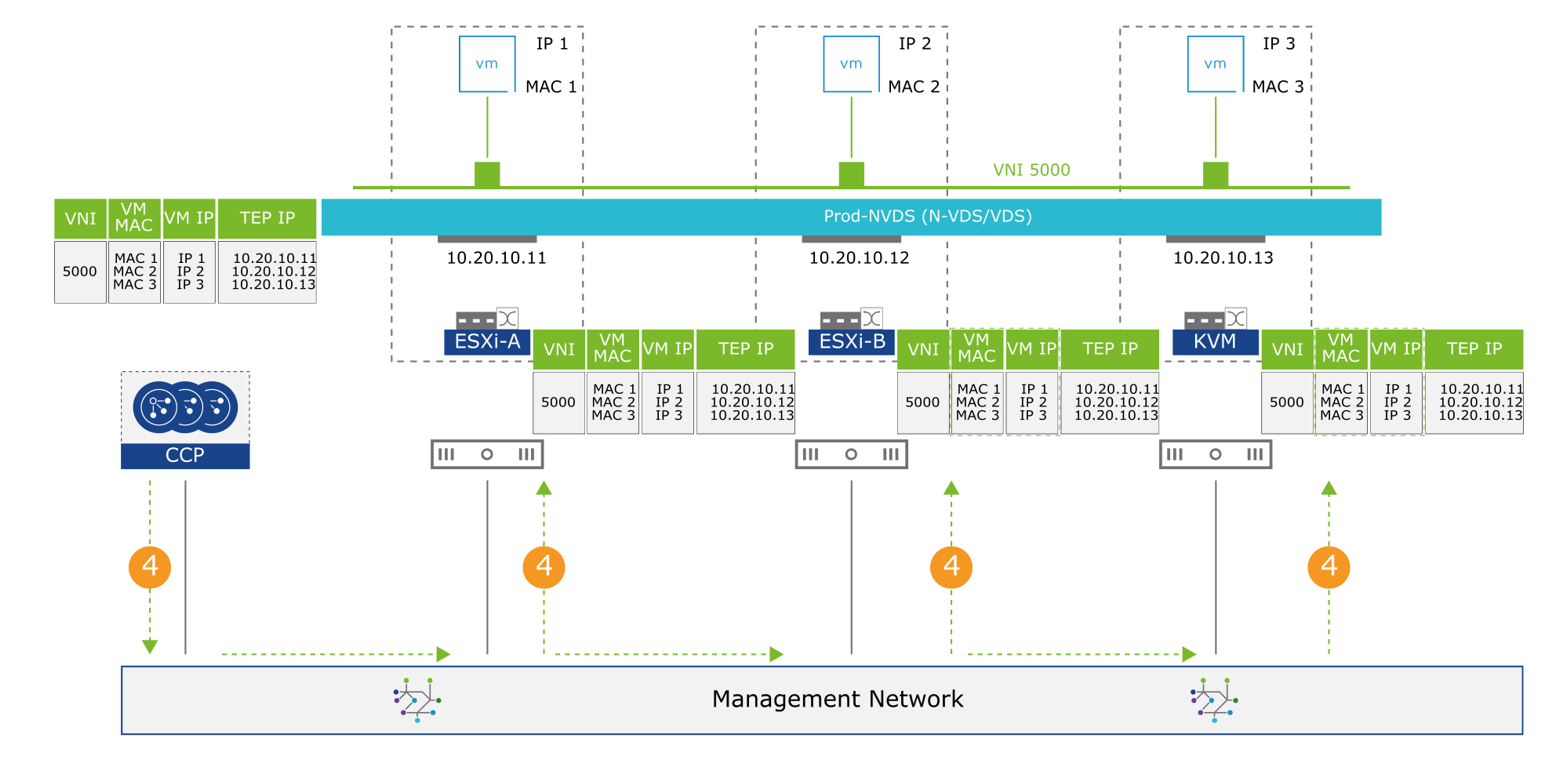 IP 1
MAC 1
vm
IP 2
MAC 2
vm
IP 3
MAC 3
vm
VNI 5000
Prod-NVDS (N-VDS/VDS)
VNI VM MAC VM IP TEP IP
5000 MAC 1 IP 1 10.20.10.11
MAC 2 IP 2 10.20.10.12
MAC 3 IP 3 10.20.10.13
10.20.10.11
10.20.10.12
10.20.10.13
ESXi-A
VNI VM MAC VM IP TEP IP
5000 MAC 1 IP 1 10.20.10.11
MAC 2 IP 2 10.20.10.12
MAC 3 IP 3 10.20.10.13
ESXi-B
VNI VM MAC VM IP TEP IP
5000 MAC 1 IP 1 10.20.10.11
MAC 2 IP 2 10.20.10.12
MAC 3 IP 3 10.20.10.13
KVM
VNI VM MAC VM IP TEP IP
5000 MAC 1 IP 1 10.20.10.11
MAC 2 IP 2 10.20.10.12
MAC 3 IP 3 10.20.10.13
CCP
4
4
4
4
Management Network